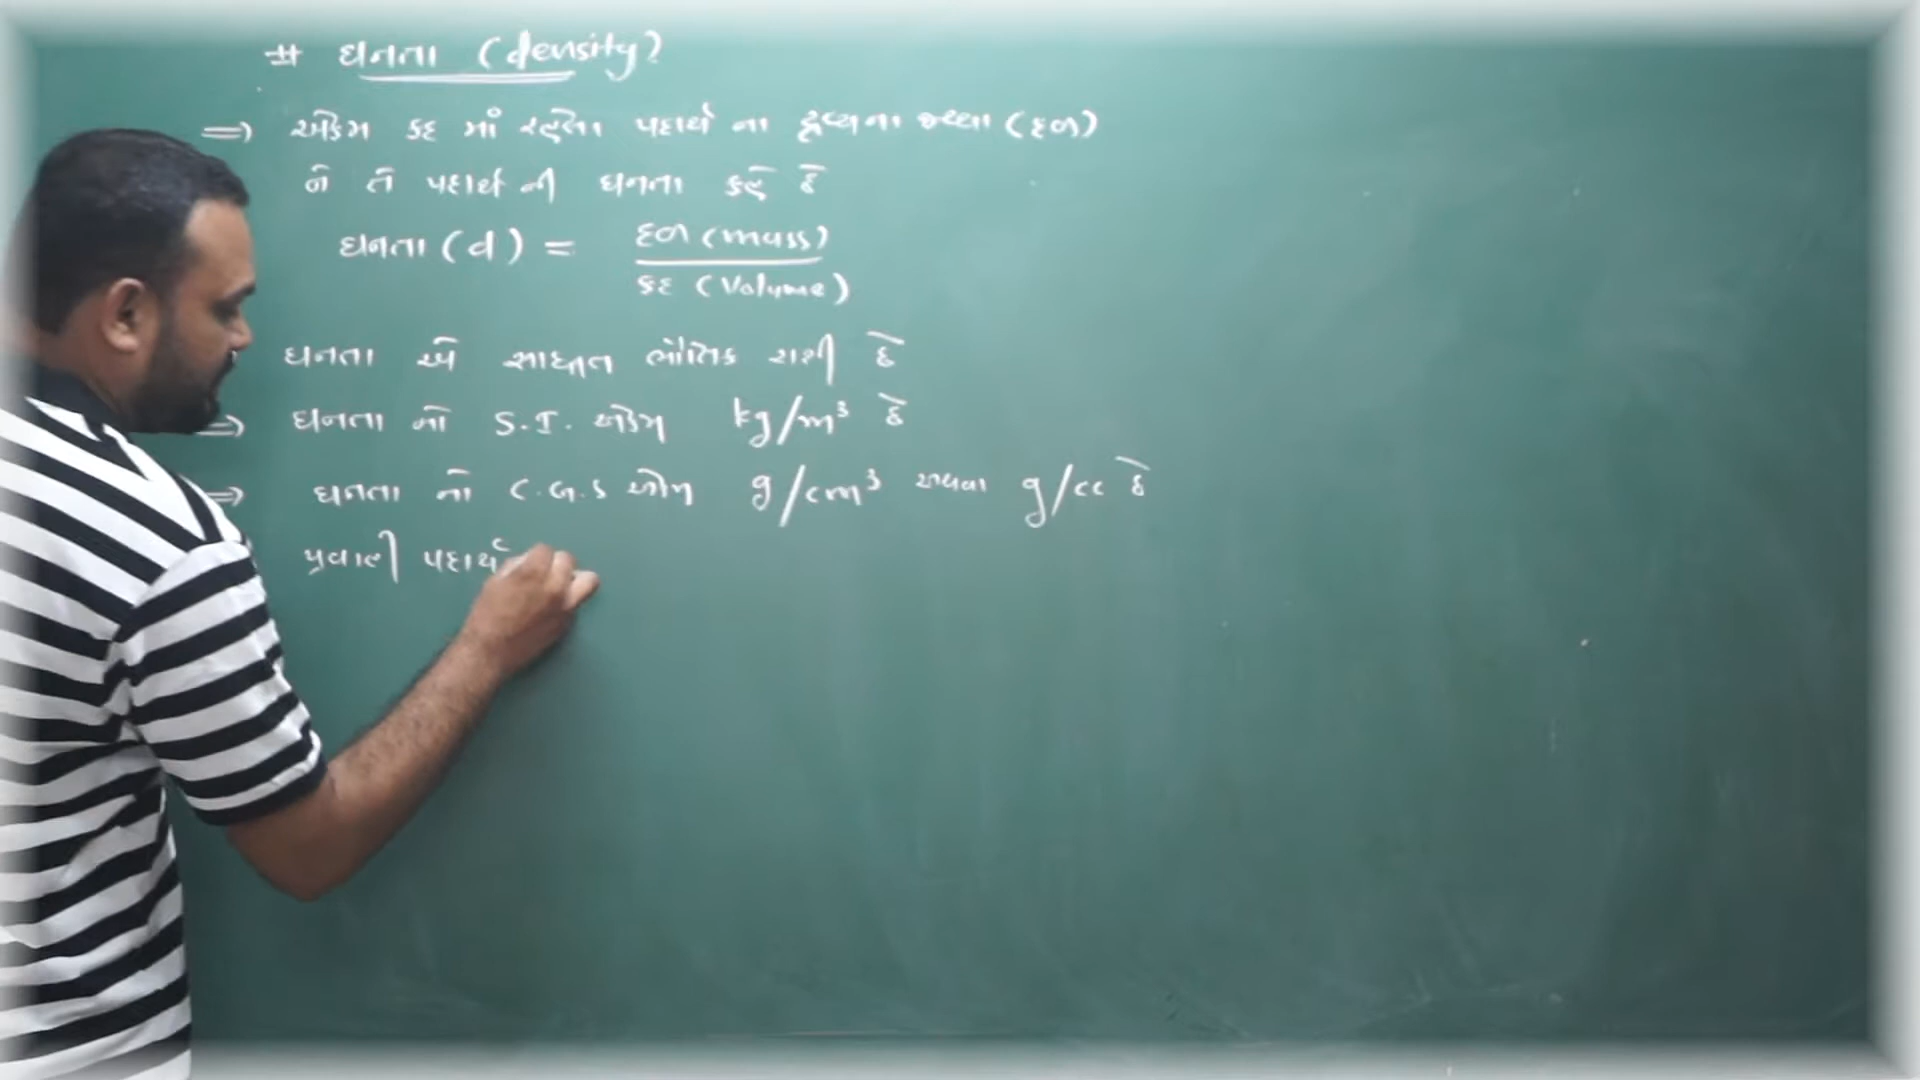 # ઘનતા (density)
⇒ એકમ કદ માં રહેલા પદાર્થ ના દ્રવ્યના જથ્થા (દળ)
ને તે પદાર્થ ની ઘનતા કહે છે
ઘનતા (d) = દળ (mass)
કદ (Volume)
ઘનતા એ સાધીત ભૌતિક રાશી છે
⇒ ઘનતા નો S.I. એકમ kg/m³ છે
⇒ ઘનતા નો C.G.S એકમ g/cm³ અથવા g/cc છે
પ્રવાહી પદાર્થ